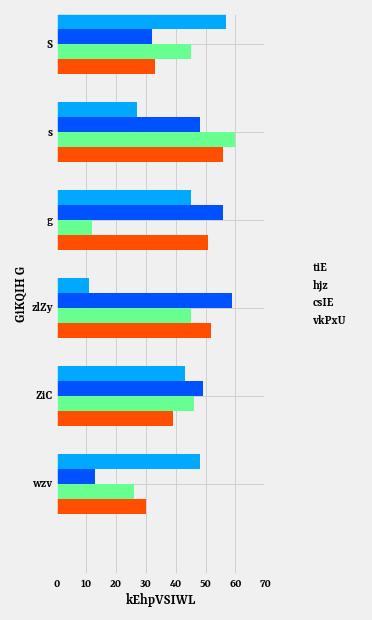 S
s
g
zlZy
ZiC
wzv
GiKQIH G
0 10 20 30 40 50 60 70
kEhpVSIWL
tiE
hjz
csIE
vkPxU